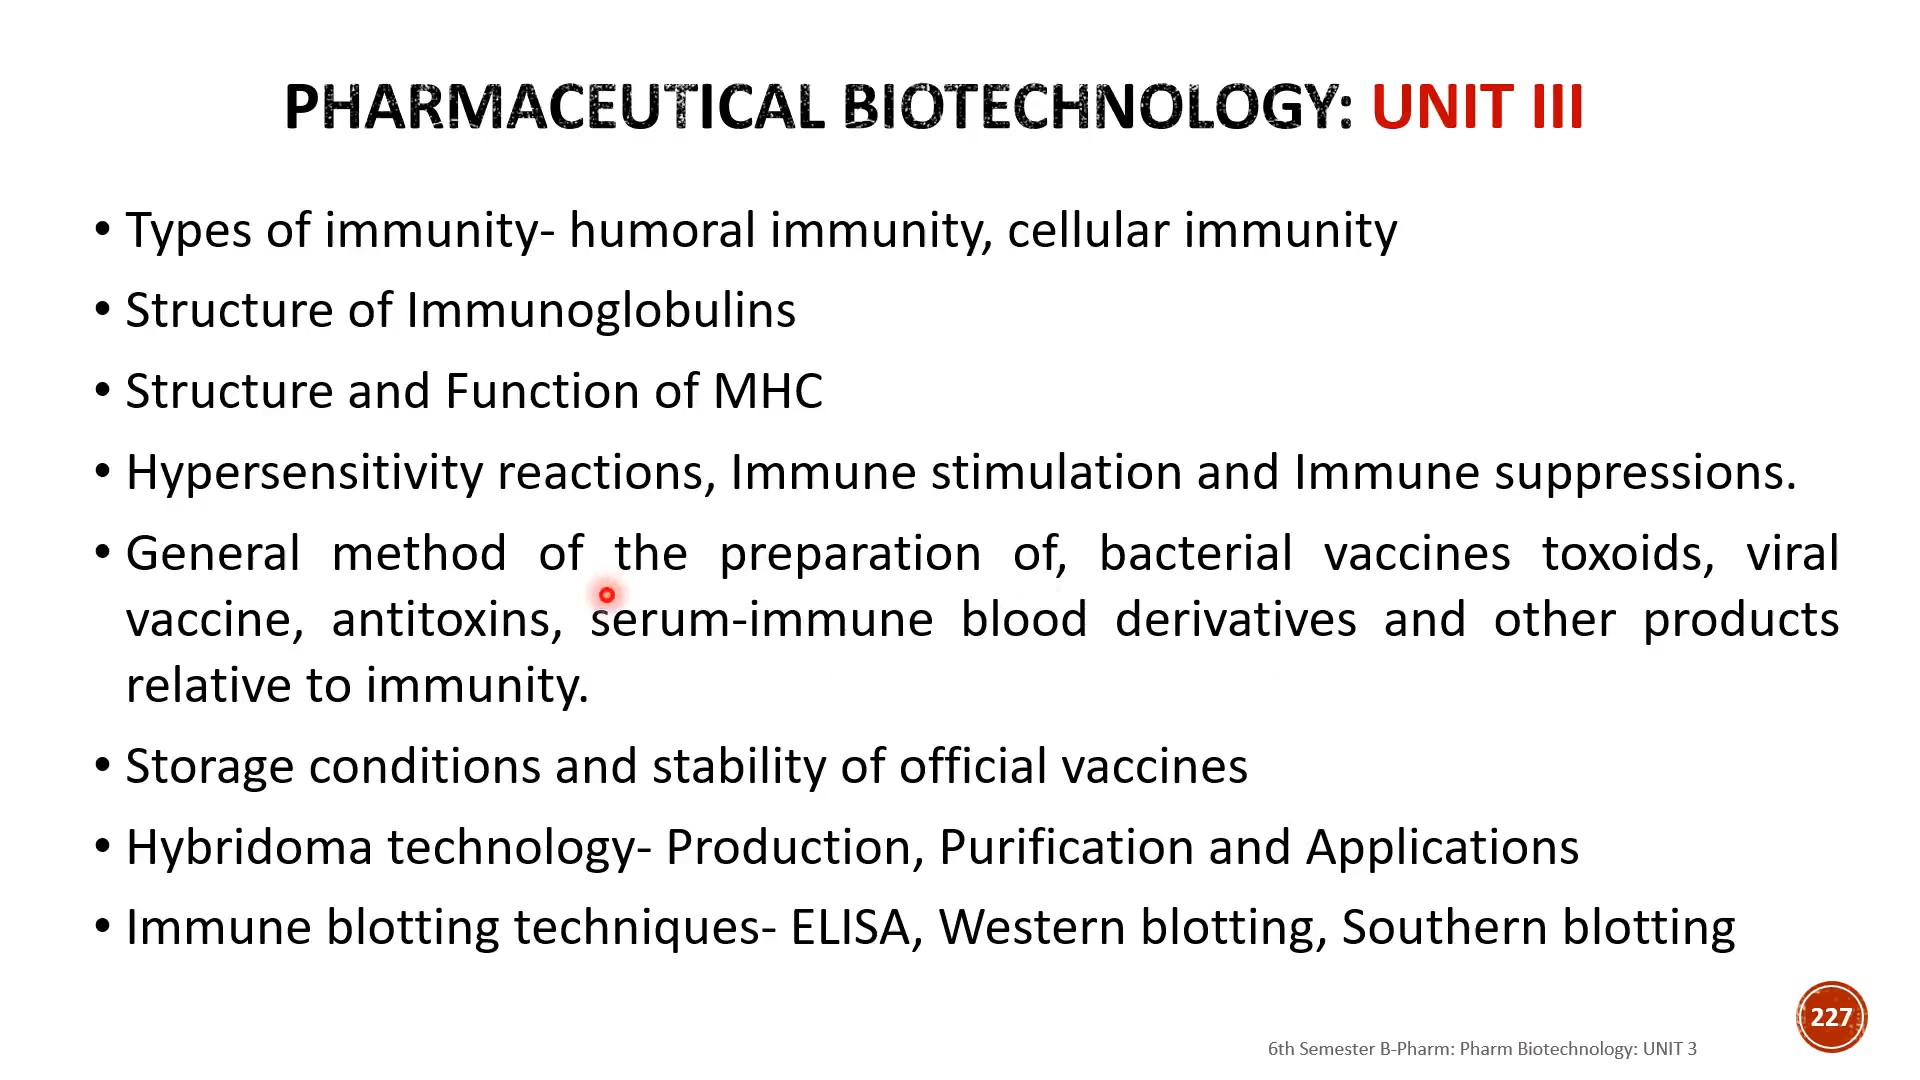 PHARMACEUTICAL BIOTECHNOLOGY: UNIT III
• Types of immunity- humoral immunity, cellular immunity
• Structure of Immunoglobulins
• Structure and Function of MHC
• Hypersensitivity reactions, Immune stimulation and Immune suppressions.
• General method of the preparation of, bacterial vaccines toxoids, viral
vaccine, antitoxins, serum-immune blood derivatives and other products
relative to immunity.
• Storage conditions and stability of official vaccines
• Hybridoma technology- Production, Purification and Applications
• Immune blotting techniques- ELISA, Western blotting, Southern blotting
227
6th Semester B-Pharm: Pharm Biotechnology: UNIT 3